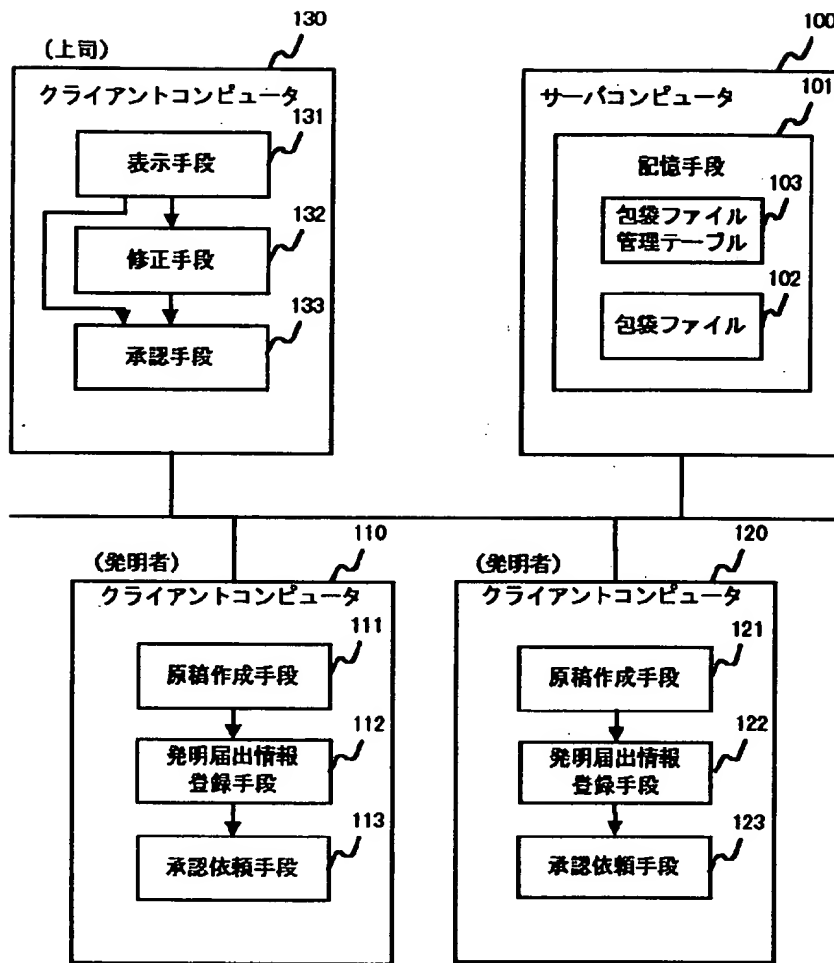 130
(上司)
クライアントコンピュータ
131
表示手段
132
修正手段
133
承認手段
100
サーバコンピュータ
101
記憶手段
103
包袋ファイル
管理テーブル
102
包袋ファイル
110
(発明者)
クライアントコンピュータ
111
原稿作成手段
112
発明届出情報
登録手段
113
承認依頼手段
120
(発明者)
クライアントコンピュータ
121
原稿作成手段
122
発明届出情報
登録手段
123
承認依頼手段